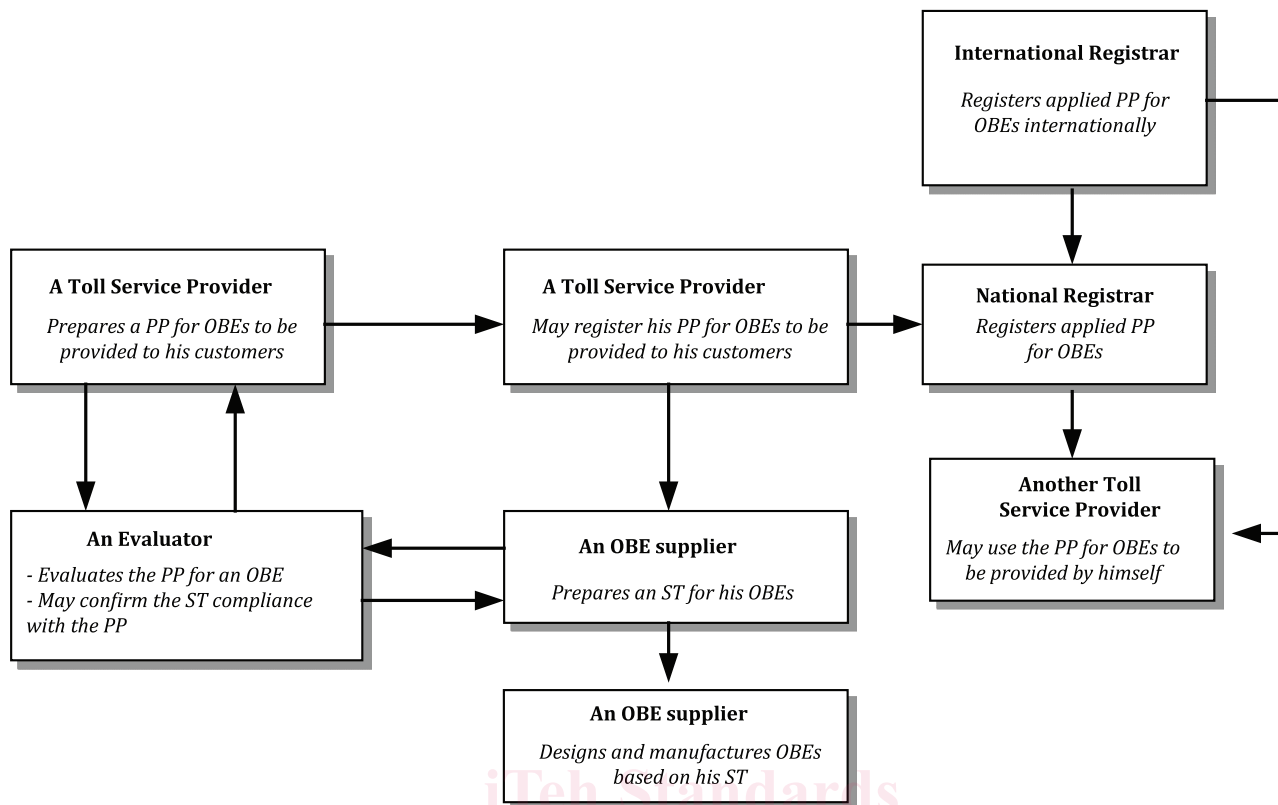 International Registrar
Registers applied PP for
OBEs internationally
A Toll Service Provider
Prepares a PP for OBEs to be
provided to his customers
A Toll Service Provider
May register his PP for OBEs to be
provided to his customers
National Registrar
Registers applied PP
for OBEs
Another Toll
Service Provider
May use the PP for OBEs to
be provided by himself
An Evaluator
- Evaluates the PP for an OBE
- May confirm the ST compliance
with the PP
An OBE supplier
Prepares an ST for his OBEs
An OBE supplier
Designs and manufactures OBEs
based on his ST
iTeh Standards